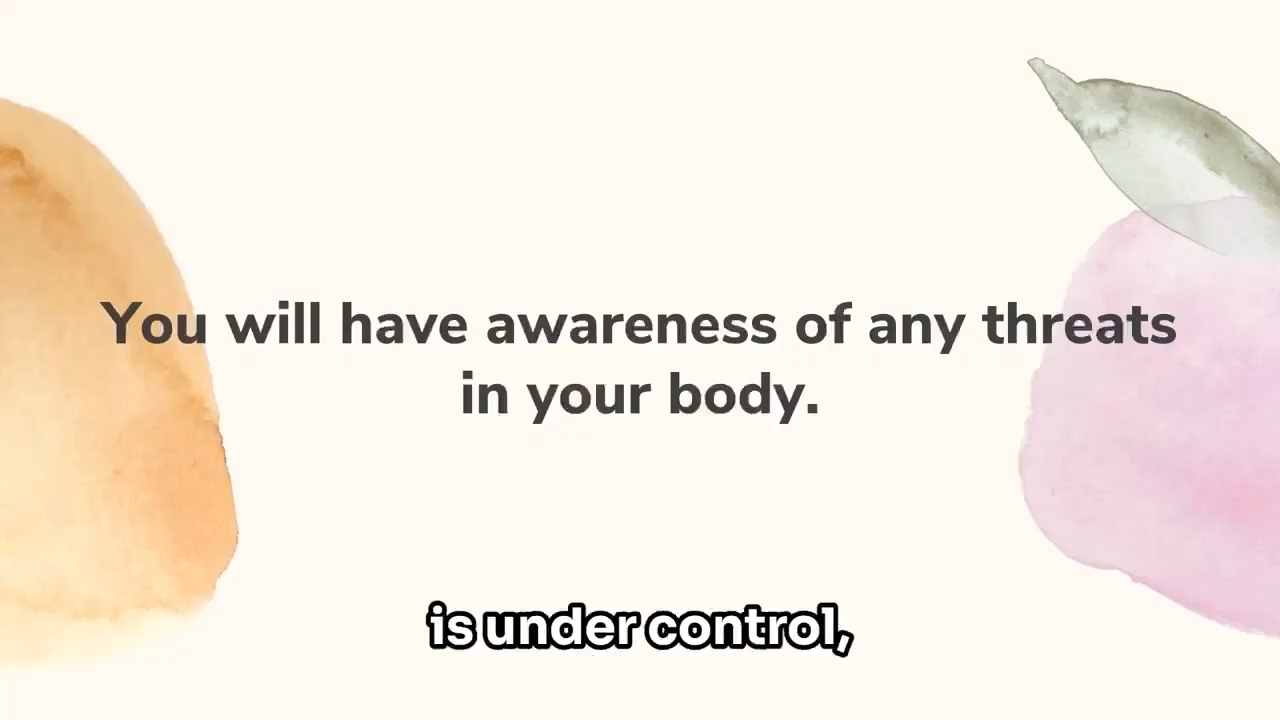 You will have awareness of any threats
in your body.
is under control,